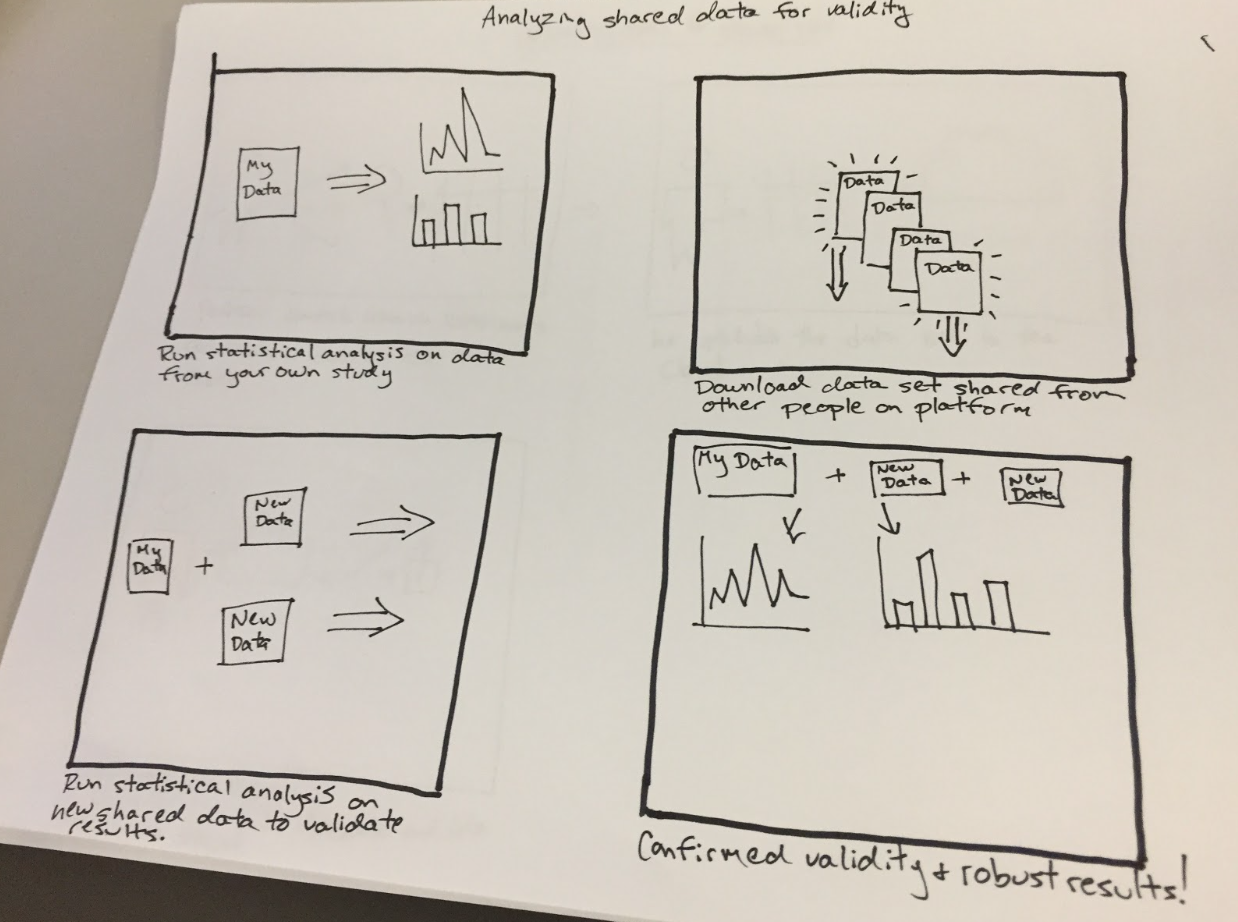 Analyzing shared data for validity
My
Data
Run statistical analysis on data
from your own study
Data
Data
Data
Data
Download data set shared from
other people on platform
My
Data
+
New
Data
New
Data
Run statistical analysis on
new shared data to validate
results.
My Data + New Data + New Data
Confirmed validity + robust results!